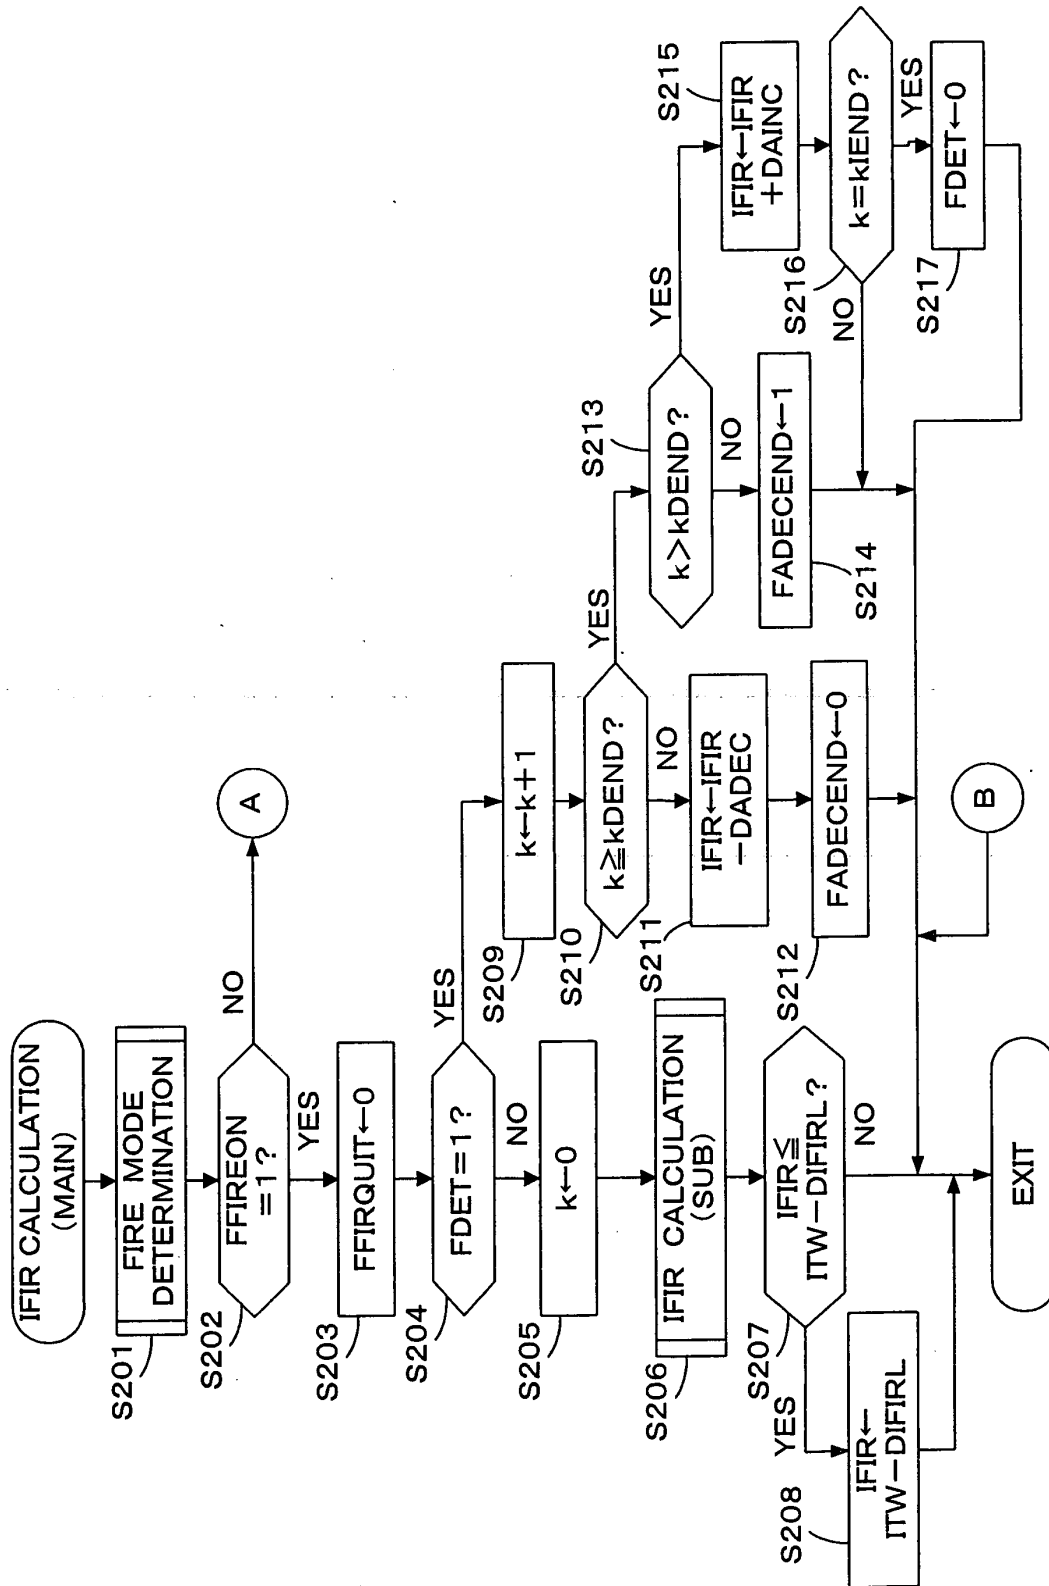 IFIR CALCULATION
(MAIN)
S201
FIRE MODE
DETERMINATION
S202
FFIREON
=1?
NO
A
YES
S203
FFIRQUIT←0
S204
FDET=1?
YES
NO
S205
k←0
S206
IFIR CALCULATION
(SUB)
S207
IFIR≦
ITW-DIFIRL?
YES
NO
S208
IFIR←
ITW-DIFIRL
EXIT
S209
k←k+1
S210
k≧kDEND?
YES
NO
S211
IFIR←IFIR
-DADEC
S212
FADECEND←0
B
S213
k>kDEND?
YES
NO
S214
FADECEND←1
S215
IFIR←IFIR
+DAINC
S216
k=kIEND?
NO
YES
S217
FDET←0